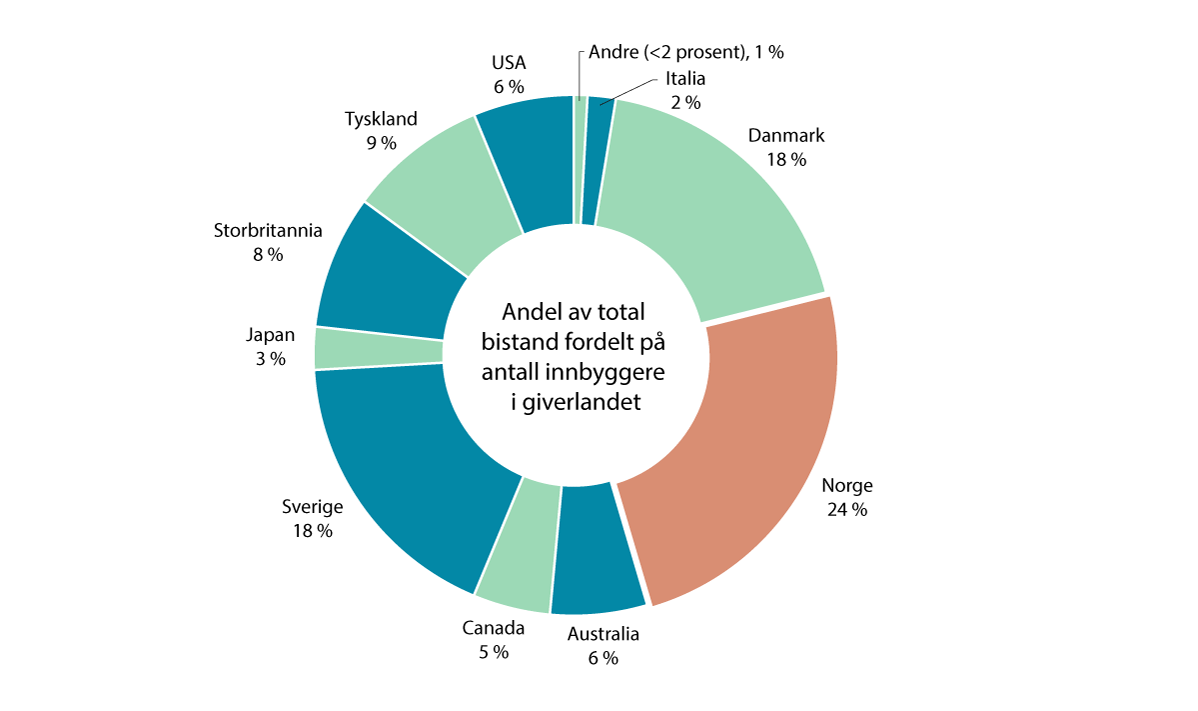 Andre (<2 prosent), 1 %
Italia
2 %
Danmark
18 %
Norge
24 %
Australia
6 %
Canada
5 %
Sverige
18 %
Japan
3 %
Storbritannia
8 %
Tyskland
9 %
USA
6 %
Andel av total
bistand fordelt på
antall innbyggere
i giverlandet